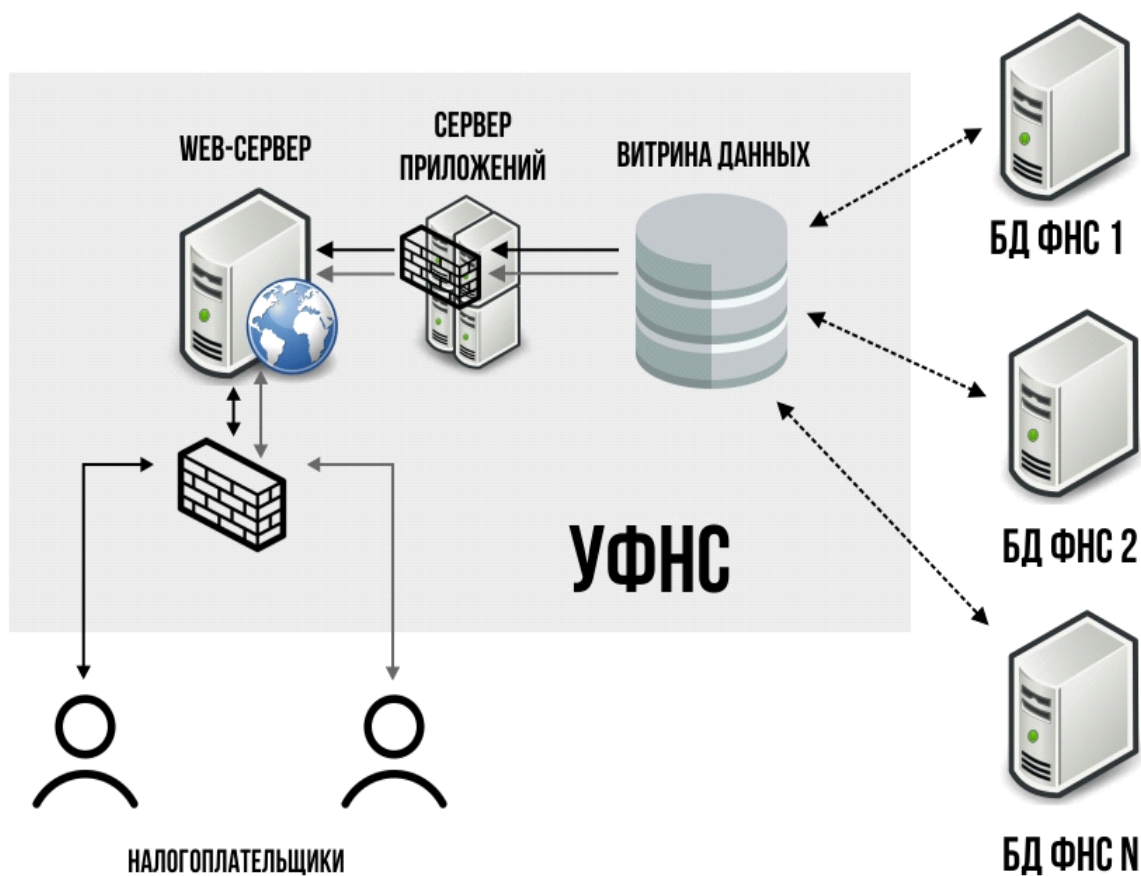 WEB-СЕРВЕР
СЕРВЕР
ПРИЛОЖЕНИЙ
ВИТРИНА ДАННЫХ
БД ФНС 1
БД ФНС 2
УФНС
БД ФНС N
НАЛОГОПЛАТЕЛЬЩИКИ